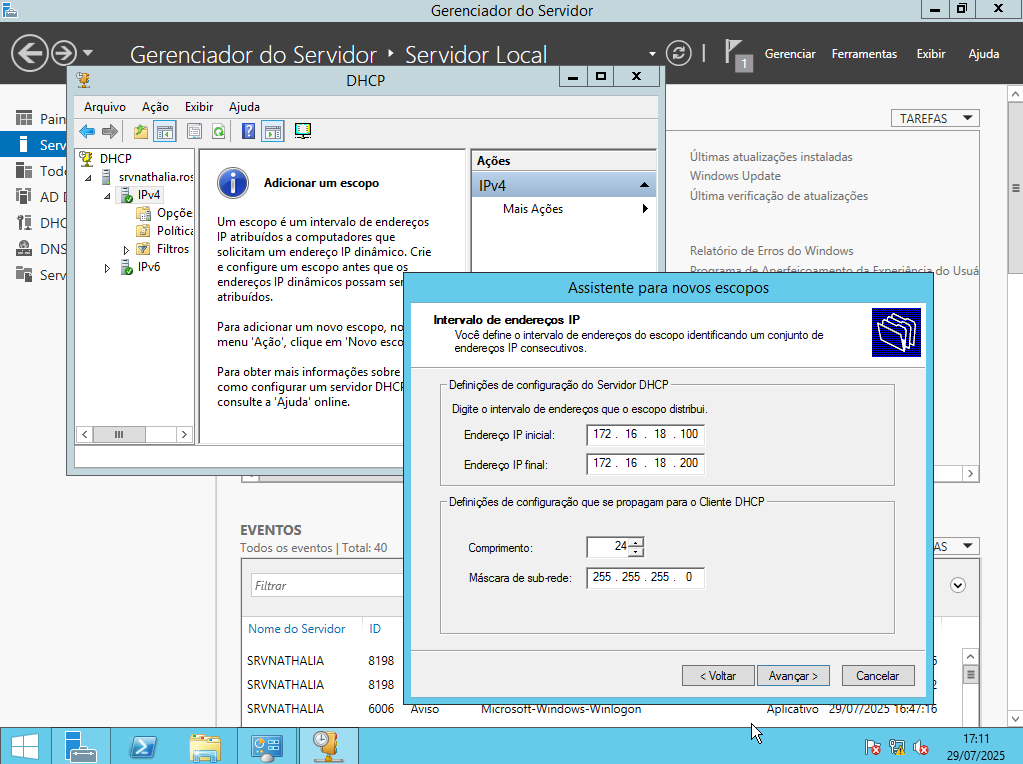 Gerenciador do Servidor
Gerenciador do Servidor ‣ Servidor Local
1
Gerenciar Ferramentas Exibir Ajuda
DHCP
Arquivo Ação Exibir Ajuda
DHCP
srvnathalia.ros
IPv4
Opçõe
Polític
Filtros
IPv6
Adicionar um escopo
Um escopo é um intervalo de endereços
IP atribuídos a computadores que
solicitam um endereço IP dinâmico. Crie
e configure um escopo antes que os
endereços IP dinâmicos possam ser
atribuídos.
Para adicionar um novo escopo, no
menu 'Ação', clique em 'Novo esco
Para obter mais informações sobre
como configurar um servidor DHCP
consulte a 'Ajuda' online.
Ações
IPv4
Mais Ações
Pain
Serv
Todo
AD D
DHC
DNS
Serv
TAREFAS
Últimas atualizações instaladas
Windows Update
Última verificação de atualizações
Relatório de Erros do Windows
Programa de Aperfeiçoamento da Experiência do Usuá
Assistente para novos escopos
Intervalo de endereços IP
Você define o intervalo de endereços do escopo identificando um conjunto de
endereços IP consecutivos.
Definições de configuração do Servidor DHCP
Digite o intervalo de endereços que o escopo distribui.
Endereço IP inicial: 172 . 16 . 18 . 100
Endereço IP final: 172 . 16 . 18 . 200
Definições de configuração que se propagam para o Cliente DHCP
Comprimento: 24
Máscara de sub-rede: 255 . 255 . 255 . 0
< Voltar Avançar > Cancelar
EVENTOS
Todos os eventos | Total: 40
AS
Filtrar
Nome do Servidor ID
SRVNATHALIA 8198
SRVNATHALIA 8198
SRVNATHALIA 6006 Aviso Microsoft-Windows-Winlogon Aplicativo 29/07/2025 16:47:16
17:11
29/07/2025